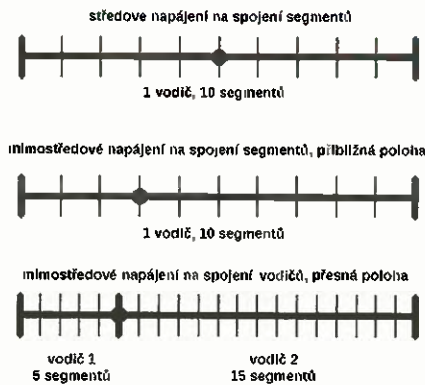 středove napájení na spojení segmentů
1 vodič, 10 segmentů
mimostředové napájení na spojení segmentů, přibližná poloha
1 vodič, 10 segmentů
mimostředové napájení na spojení vodičů, přesná poloha
vodič 1 vodič 2
5 segmentů 15 segmentů